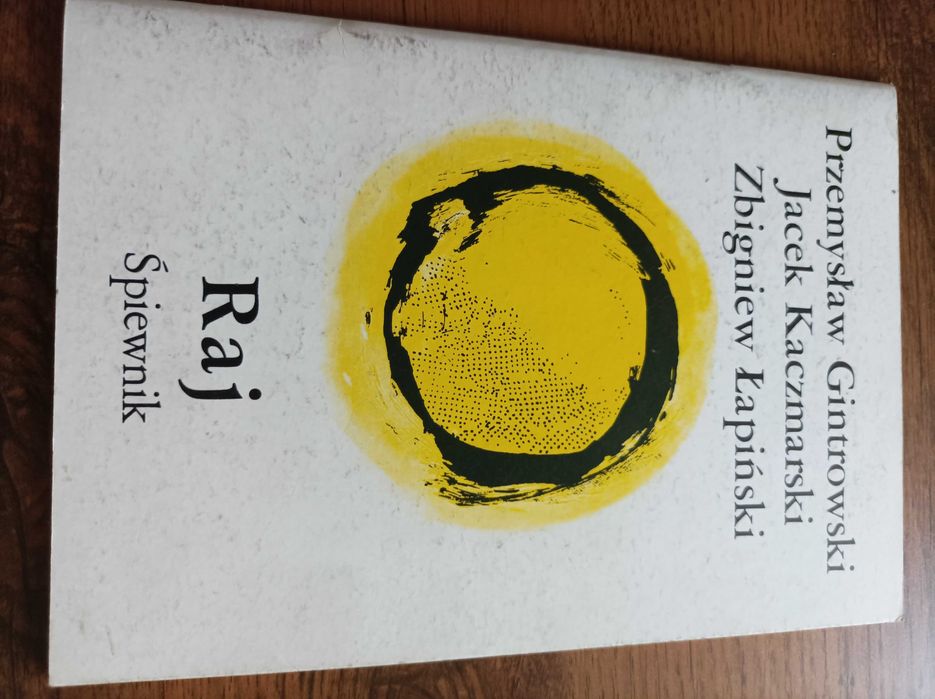 Przemysław Gintrowski
Jacek Kaczmarski
Zbigniew Łapiński
Raj
Śpiewnik